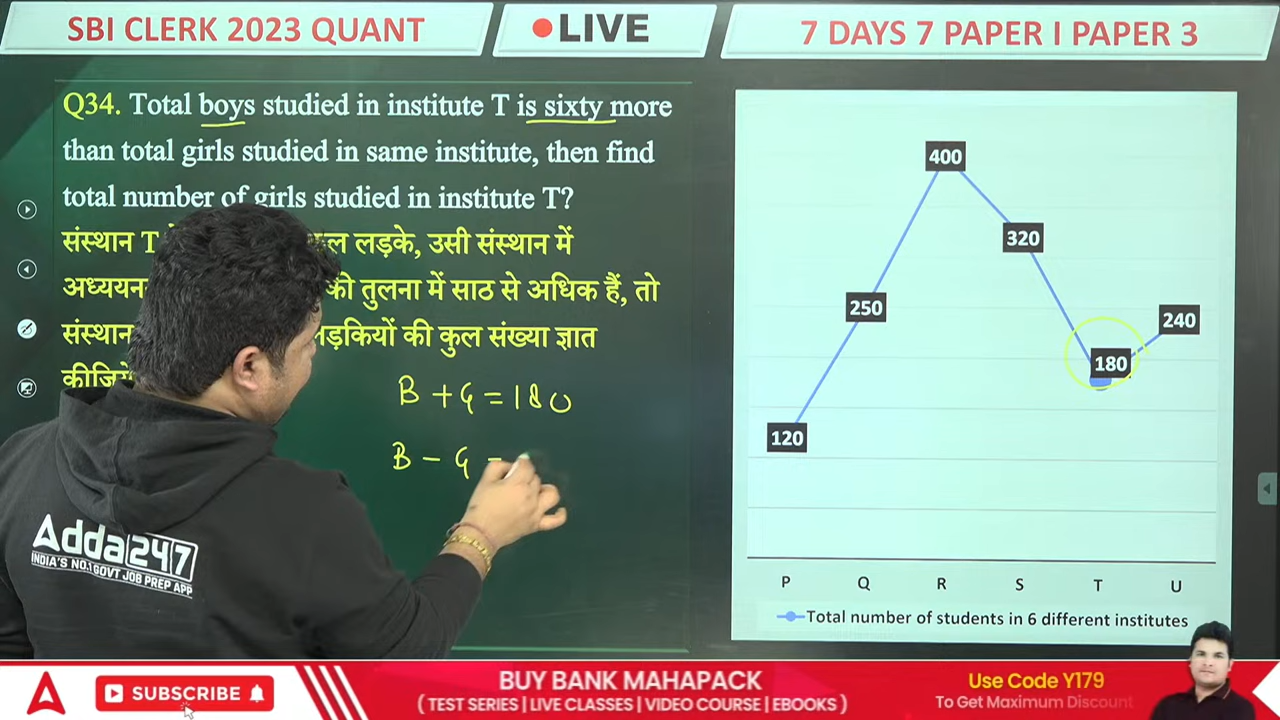 SBI CLERK 2023 QUANT
LIVE
7 DAYS 7 PAPER I PAPER 3
Q34. Total boys studied in institute T is sixty more
than total girls studied in same institute, then find
total number of girls studied in institute T?
संस्थान T लड़के, उसी संस्थान में
की तुलना में साठ से अधिक हैं, तो
की कुल संख्या ज्ञात
B + G = 180
B - G =
400
320
250
240
180
120
P Q R S T U
Total number of students in 6 different institutes
Adda247
INDIA'S NO.1 GOVT JOB PREP APP
SUBSCRIBE
BUY BANK MAHAPACK
( TEST SERIES | LIVE CLASSES | VIDEO COURSE | EBOOKS )
Use Code Y179
To Get Maximum Discount